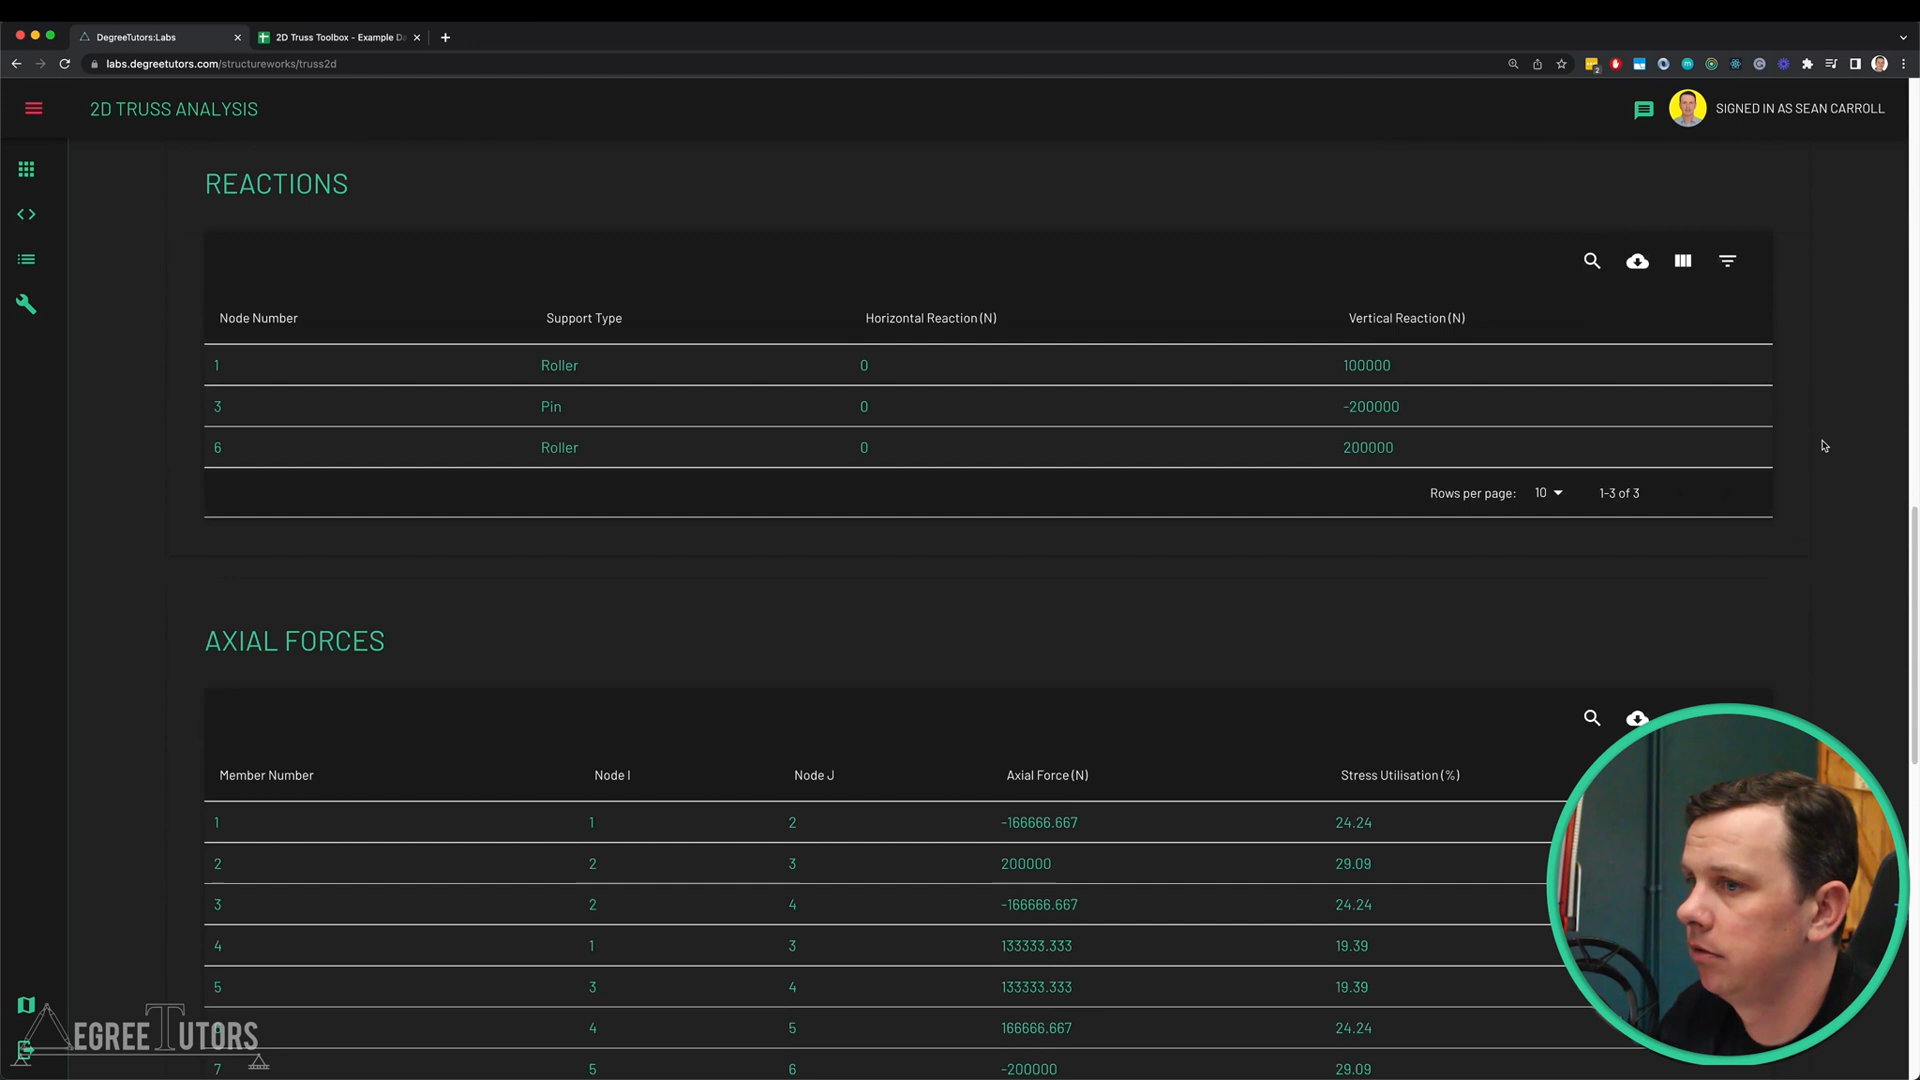 DegreeTutors:Labs
2D Truss Toolbox - Example Da
labs.degreetutors.com/structureworks/truss2d
2D TRUSS ANALYSIS
SIGNED IN AS SEAN CARROLL
REACTIONS
Node Number Support Type Horizontal Reaction (N) Vertical Reaction (N)
1 Roller 0 100000
3 Pin 0 -200000
6 Roller 0 200000
Rows per page: 10 1-3 of 3
AXIAL FORCES
Member Number Node I Node J Axial Force (N) Stress Utilisation (%)
1 1 2 -166666.667 24.24
2 2 3 200000 29.09
3 2 4 -166666.667 24.24
4 1 3 133333.333 19.39
5 3 4 133333.333 19.39
4 5 166666.667 24.24
7 5 6 -200000 29.09
DEGREETUTORS